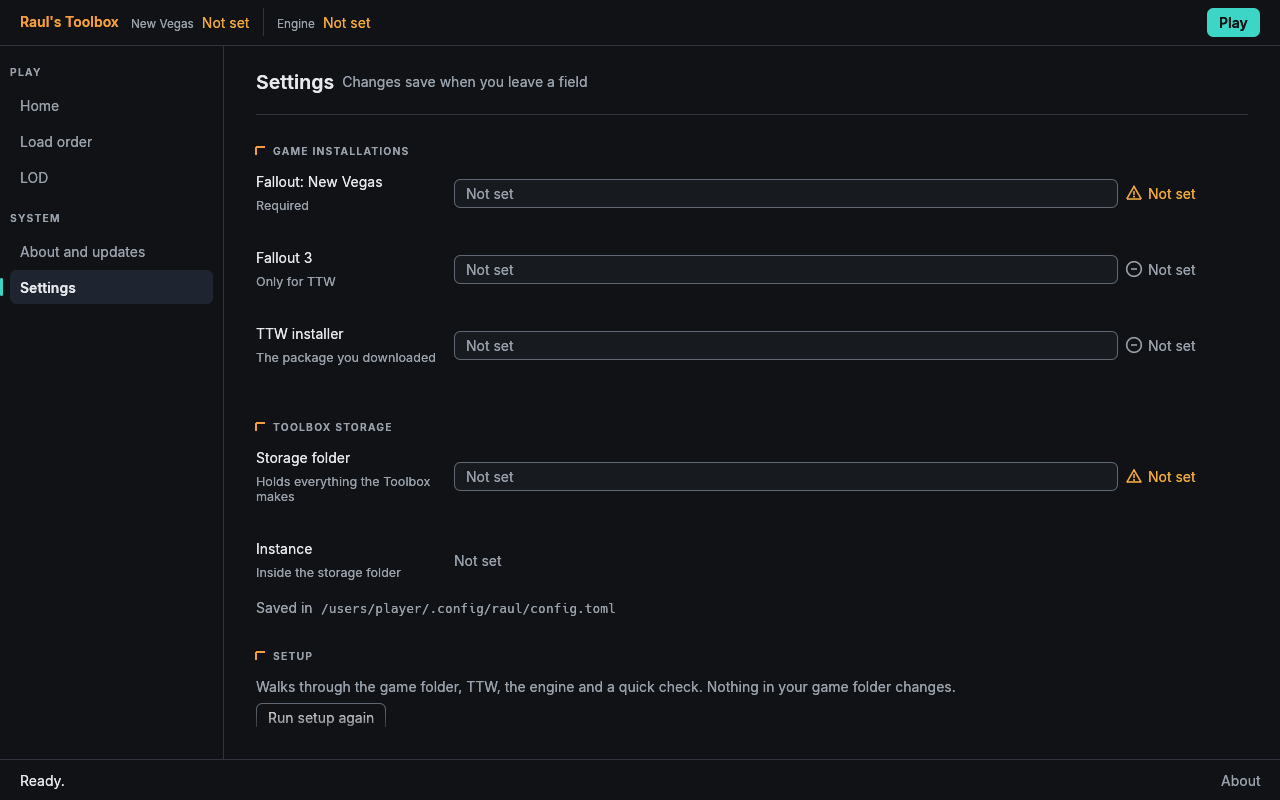 Raul's Toolbox New Vegas Not set Engine Not set Play
PLAY
Home
Load order
LOD
SYSTEM
About and updates
Settings
Settings Changes save when you leave a field
GAME INSTALLATIONS
Fallout: New Vegas
Required
Not set
Not set
Fallout 3
Only for TTW
Not set
Not set
TTW installer
The package you downloaded
Not set
Not set
TOOLBOX STORAGE
Storage folder
Holds everything the Toolbox
makes
Not set
Not set
Instance
Inside the storage folder
Not set
Saved in /users/player/.config/raul/config.toml
SETUP
Walks through the game folder, TTW, the engine and a quick check. Nothing in your game folder changes.
Run setup again
Ready.
About